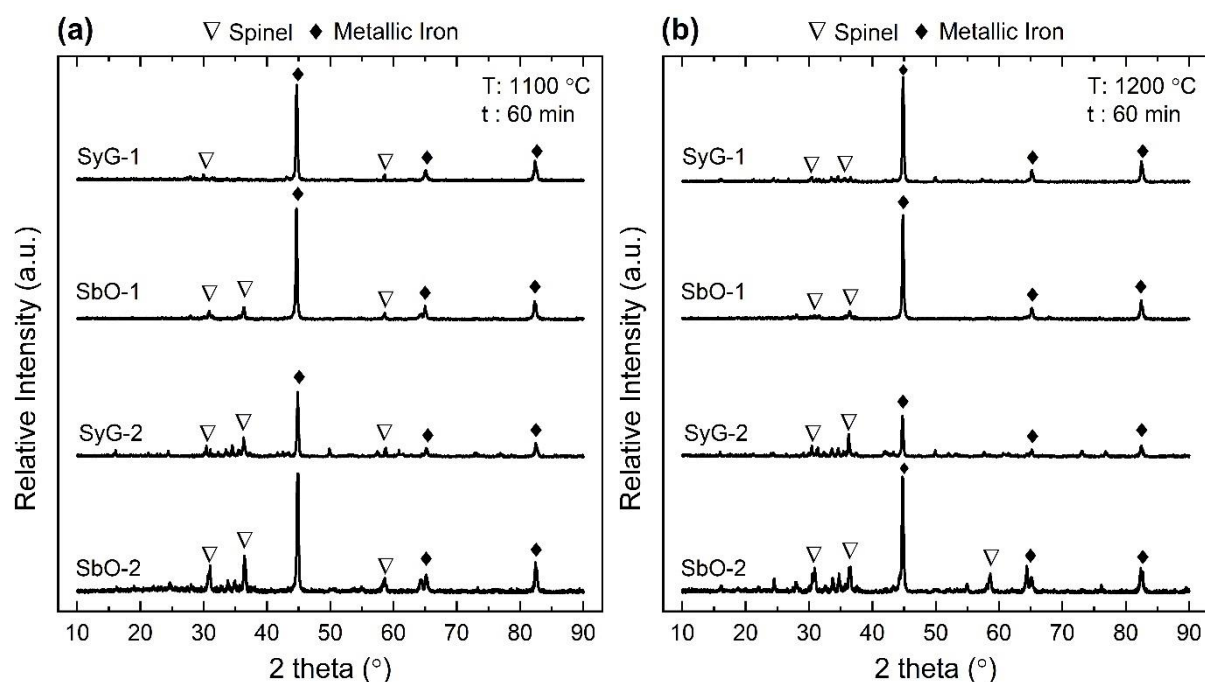 (a) ▽ Spinel ◆ Metallic Iron
T: 1100 °C
t : 60 min
SyG-1
SbO-1
SyG-2
SbO-2
Relative Intensity (a.u.)
10 20 30 40 50 60 70 80 90
2 theta (°)
(b) ▽ Spinel ◆ Metallic Iron
T: 1200 °C
t : 60 min
SyG-1
SbO-1
SyG-2
SbO-2
Relative Intensity (a.u.)
10 20 30 40 50 60 70 80 90
2 theta (°)